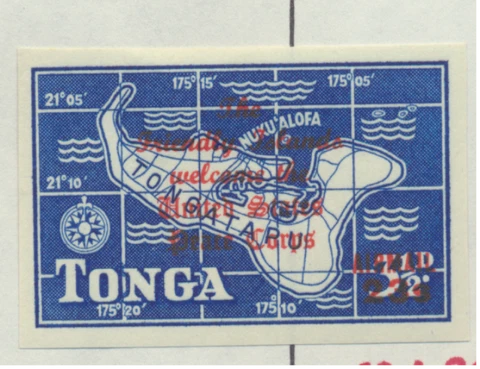 175°15′ 175°05′
21°05′
The
NUKU'ALOFA
Friendly Islands
welcome the
21°10′
TONGATAPU
United States
Peace Corps
TONGA
175°20′ 175°10′